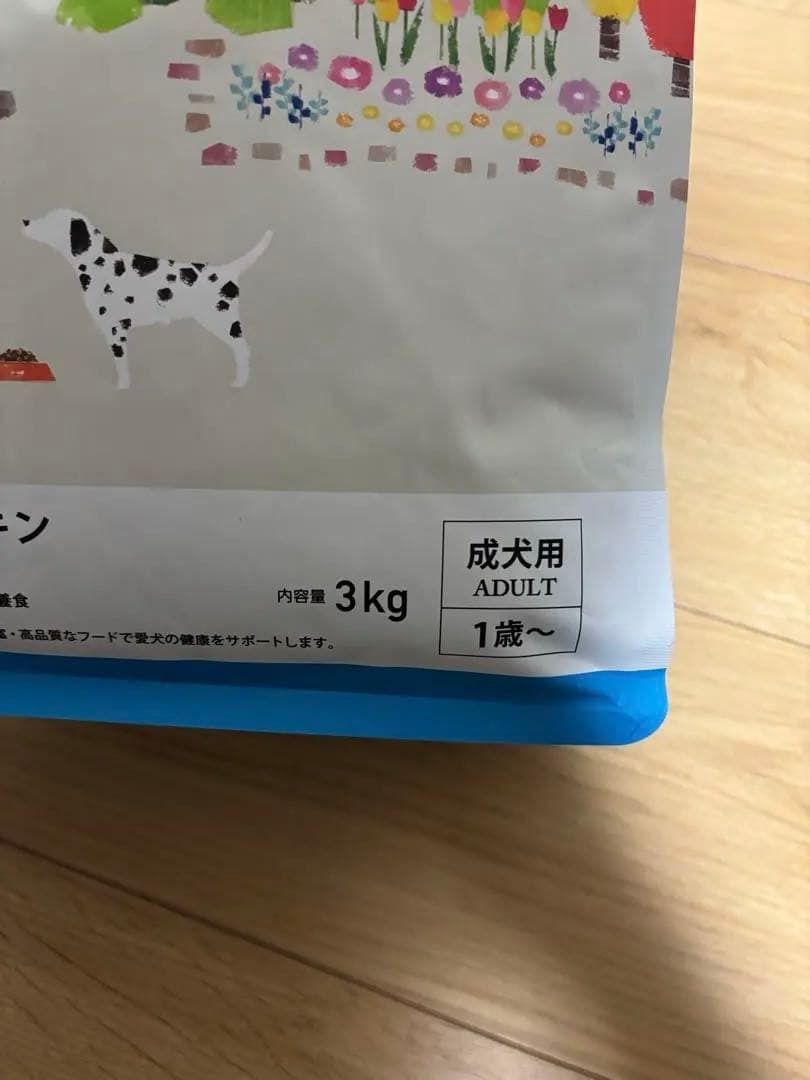 キン
養食
内容量 3kg
・高品質なフードで愛犬の健康をサポートします。
成犬用
ADULT
1歳～